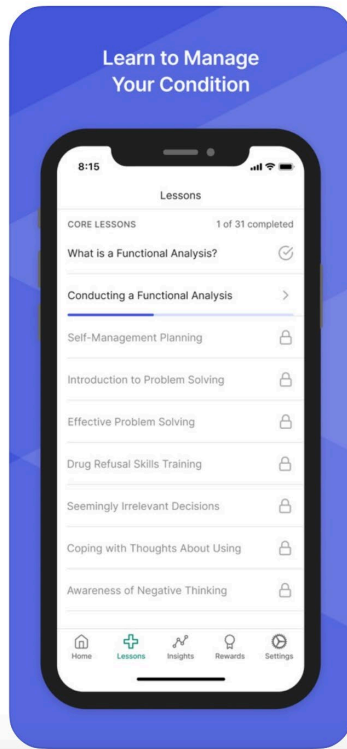 Learn to Manage
Your Condition
8:15
Lessons
CORE LESSONS 1 of 31 completed
What is a Functional Analysis?
Conducting a Functional Analysis
Self-Management Planning
Introduction to Problem Solving
Effective Problem Solving
Drug Refusal Skills Training
Seemingly Irrelevant Decisions
Coping with Thoughts About Using
Awareness of Negative Thinking
Home Lessons Insights Rewards Settings